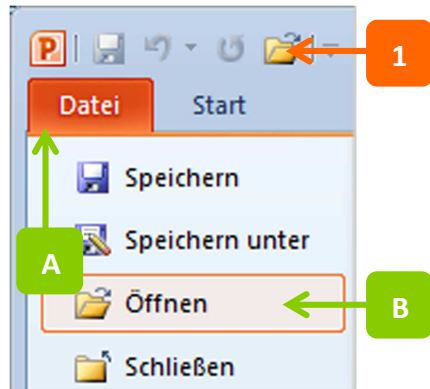 P 1
Datei Start
Speichern
A Speichern unter
Öffnen B
Schließen